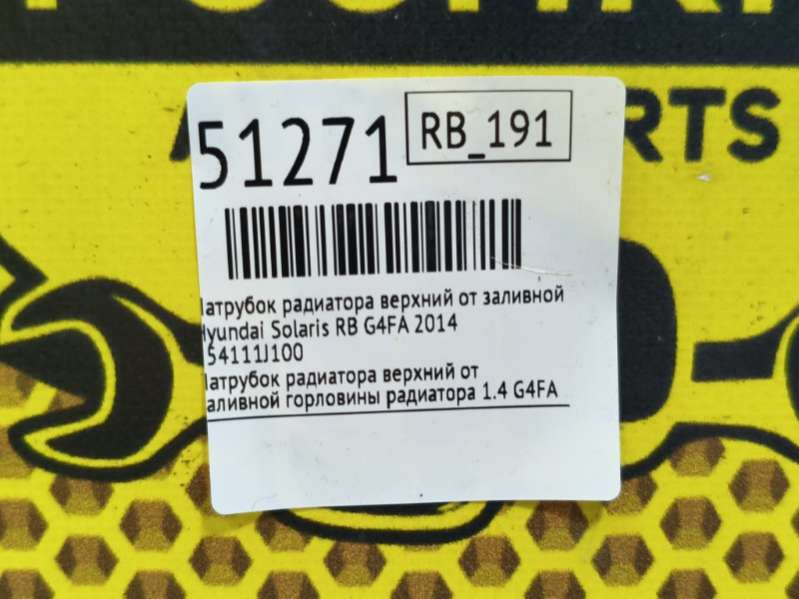 51271 RB_191
RTS
атрубок радиатора верхний от заливной
yundai Solaris RB G4FA 2014
54111J100
атрубок радиатора верхний от
аливной горловины радиатора 1.4 G4FA